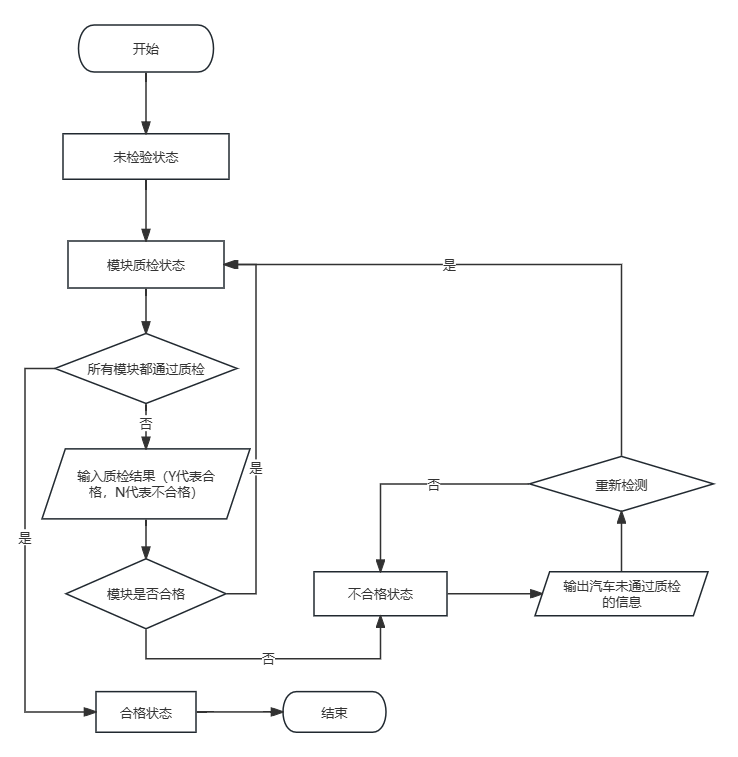 开始
未检验状态
模块质检状态
是
所有模块都通过质检
否
输入质检结果（Y代表合
格，N代表不合格）
是
重新检测
否
是
模块是否合格
不合格状态
输出汽车未通过质检
的信息
否
合格状态
结束